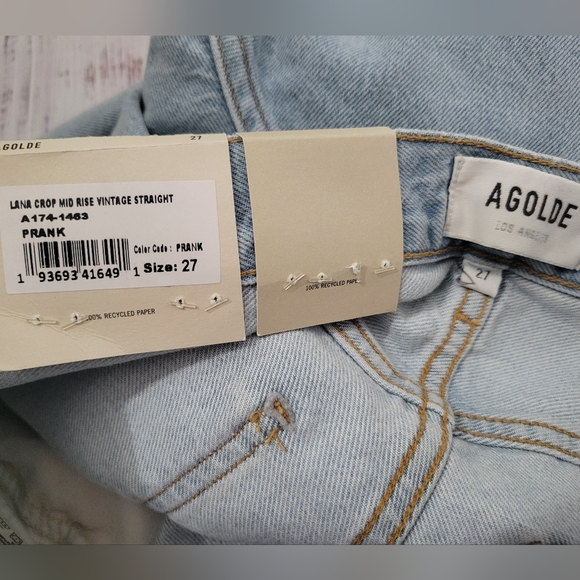 AGOLDE 27
LANA CROP MID RISE VINTAGE STRAIGHT
A174-1463
PRANK
Color Code : PRANK
1 93693 41649 1 Size: 27
100% RECYCLED PAPER
100% RECYCLED PAPER
AGOLDE
LOS ANGELES
27